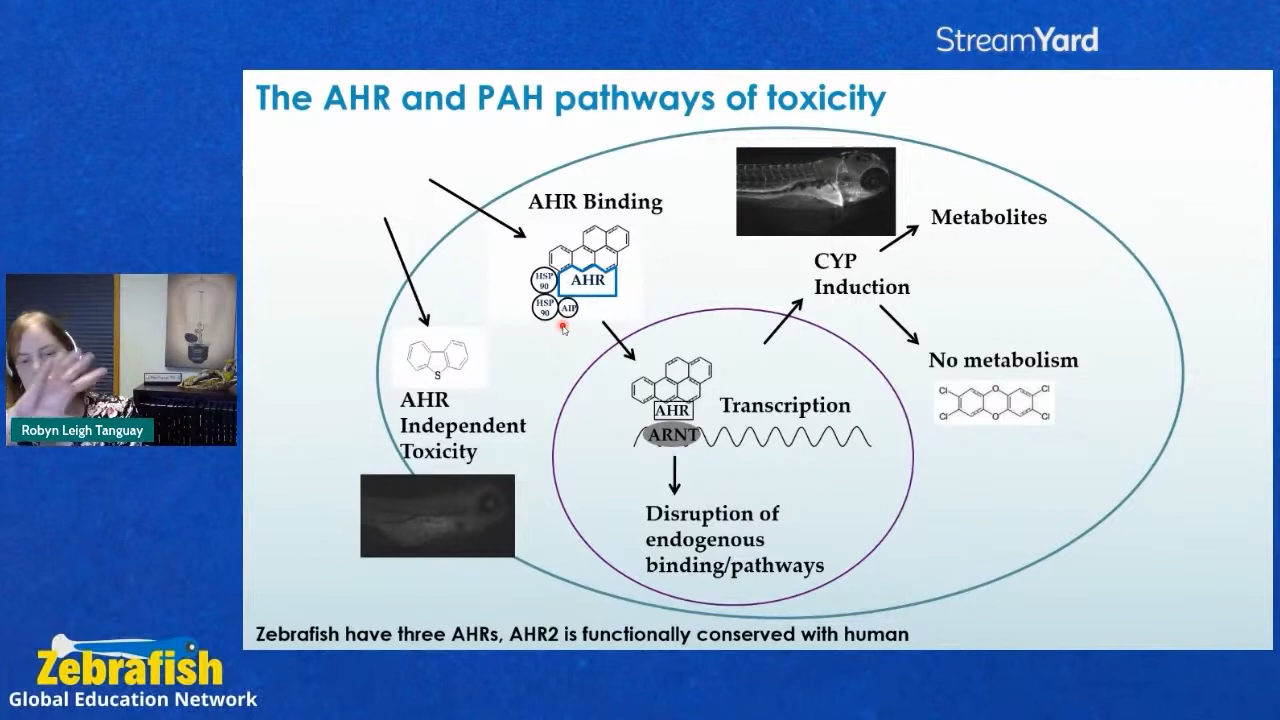 StreamYard
The AHR and PAH pathways of toxicity
AHR Binding
HSP
90
AHR
HSP
90
AIP
Metabolites
CYP
Induction
No metabolism
Cl
O
Cl
Cl
O
Cl
S
AHR
Independent
Toxicity
AHR
ARNT
Transcription
Disruption of
endogenous
binding/pathways
Zebrafish have three AHRs, AHR2 is functionally conserved with human
Robyn Leigh Tanguay
Zebrafish
Global Education Network